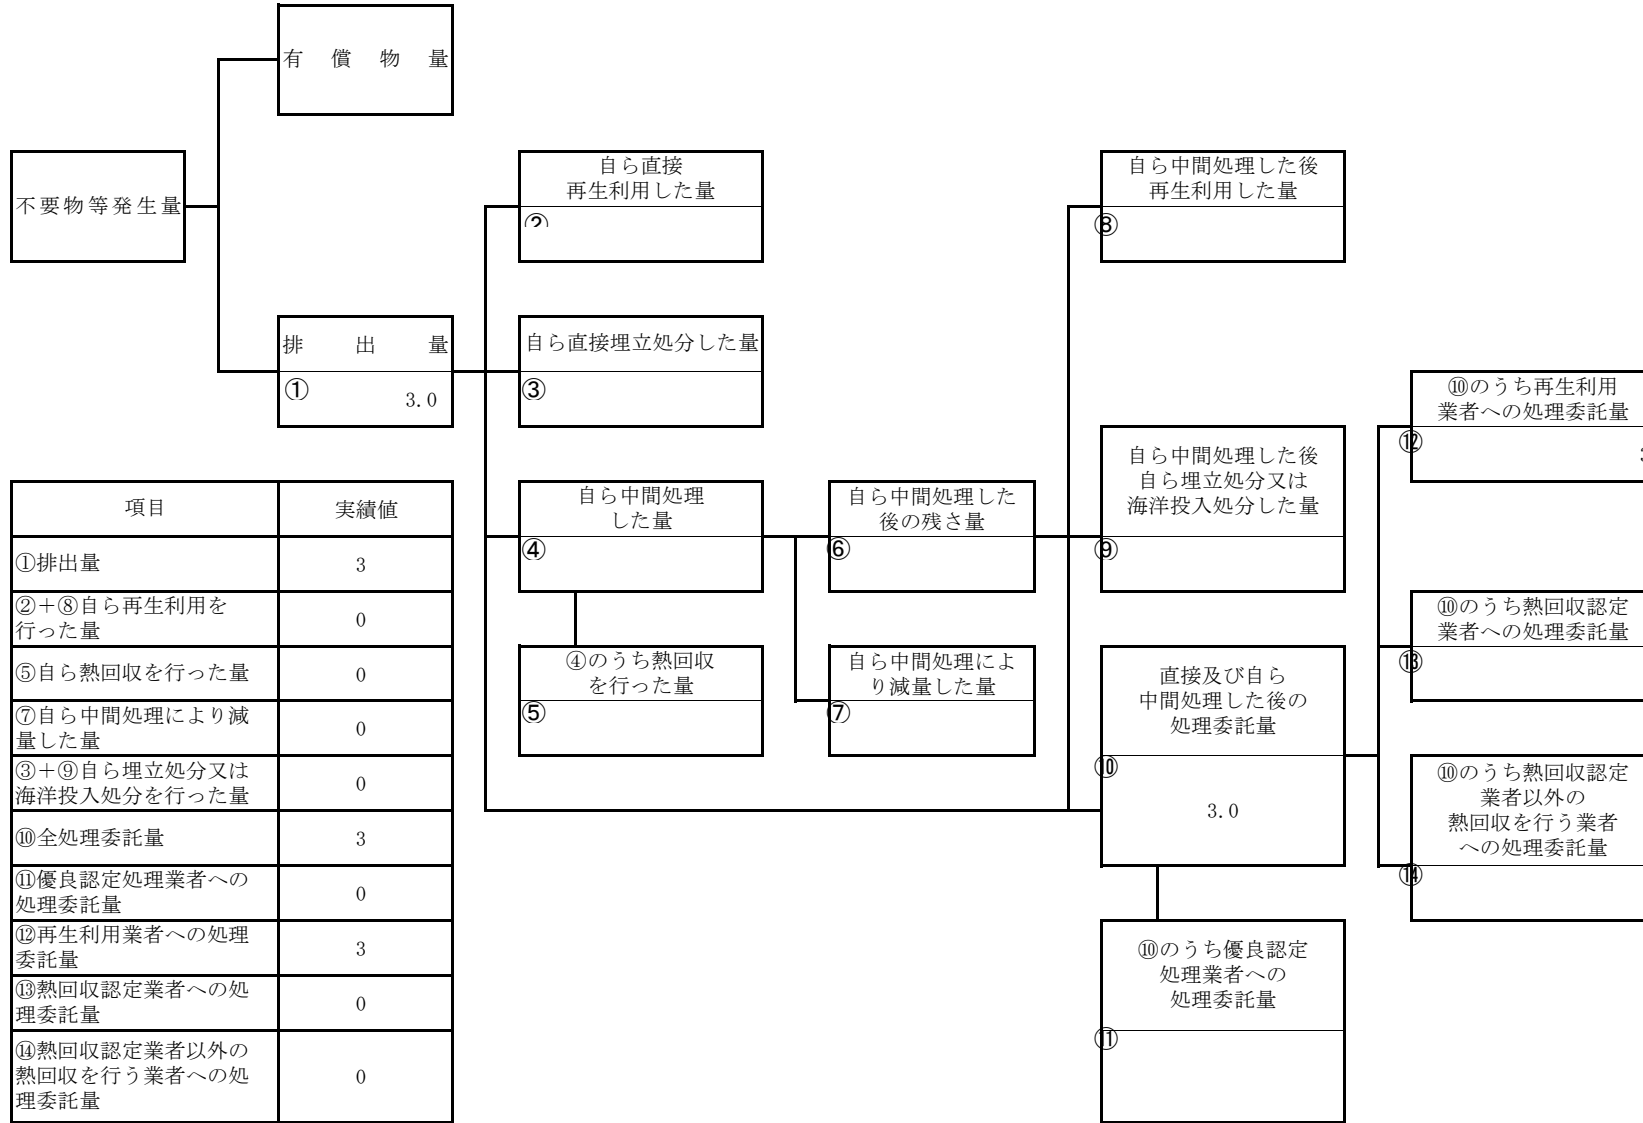 有償物量
不要物等発生量
自ら直接
再生利用した量
②
自ら中間処理した後
再生利用した量
⑧
排出量
①
3.0
自ら直接埋立処分した量
③
⑩のうち再生利用
業者への処理委託量
⑫
自ら中間処理した後
自ら埋立処分又は
海洋投入処分した量
⑨
自ら中間処理
した量
④
自ら中間処理した
後の残さ量
⑥
⑩のうち熱回収認定
業者への処理委託量
⑬
④のうち熱回収
を行った量
⑤
自ら中間処理によ
り減量した量
⑦
直接及び自ら
中間処理した後の
処理委託量
⑩
3.0
⑩のうち熱回収認定
業者以外の
熱回収を行う業者
への処理委託量
⑭
⑩のうち優良認定
処理業者への
処理委託量
⑪
項目 実績値
①排出量 3
②+⑧自ら再生利用を
行った量 0
⑤自ら熱回収を行った量 0
⑦自ら中間処理により減
量した量 0
③+⑨自ら埋立処分又は
海洋投入処分を行った量 0
⑩全処理委託量 3
⑪優良認定処理業者への
処理委託量 0
⑫再生利用業者への処理
委託量 3
⑬熱回収認定業者への処
理委託量 0
⑭熱回収認定業者以外の
熱回収を行う業者への処
理委託量 0